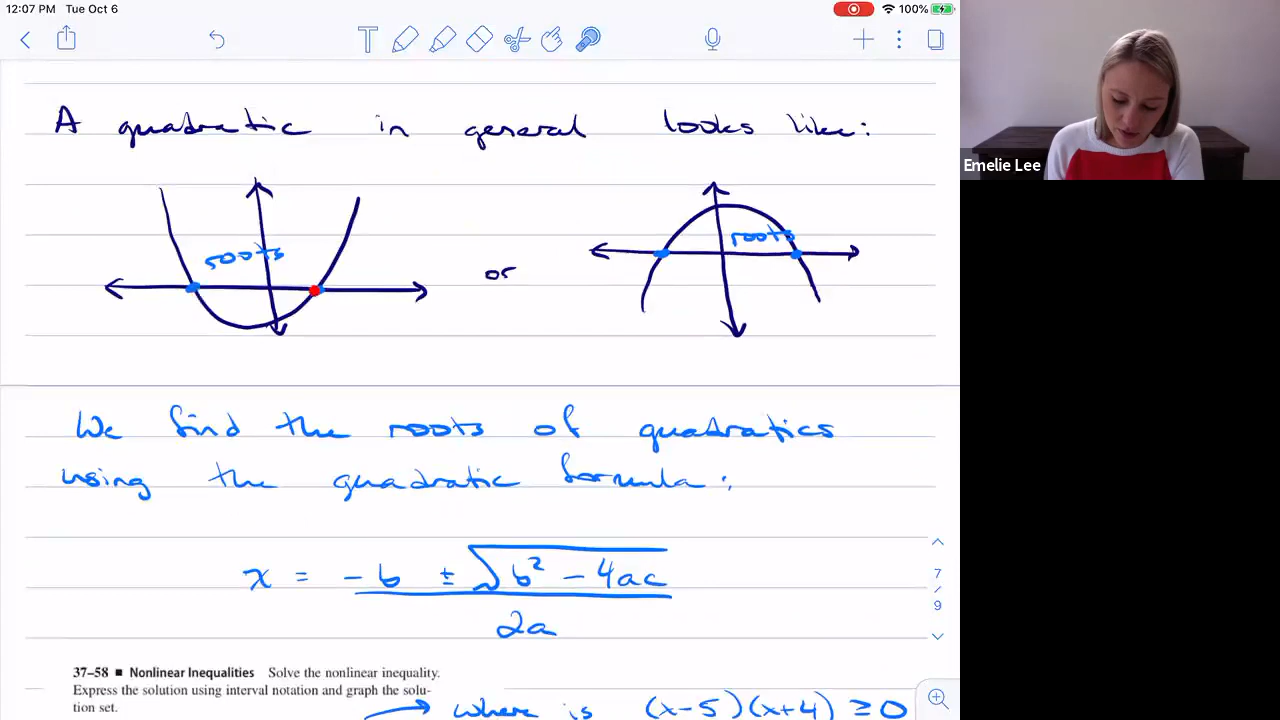 12:07 PM Tue Oct 6
100%
T
A quadratic in general looks like:
roots
or
roots
We find the roots of quadratics
using the quadratic formula:
x = -b ± √b² - 4ac
2a
7
/
9
37–58 ■ Nonlinear Inequalities Solve the nonlinear inequality.
Express the solution using interval notation and graph the solu-
tion set.
→ where is (x-5)(x+4) ≥ 0
Emelie Lee